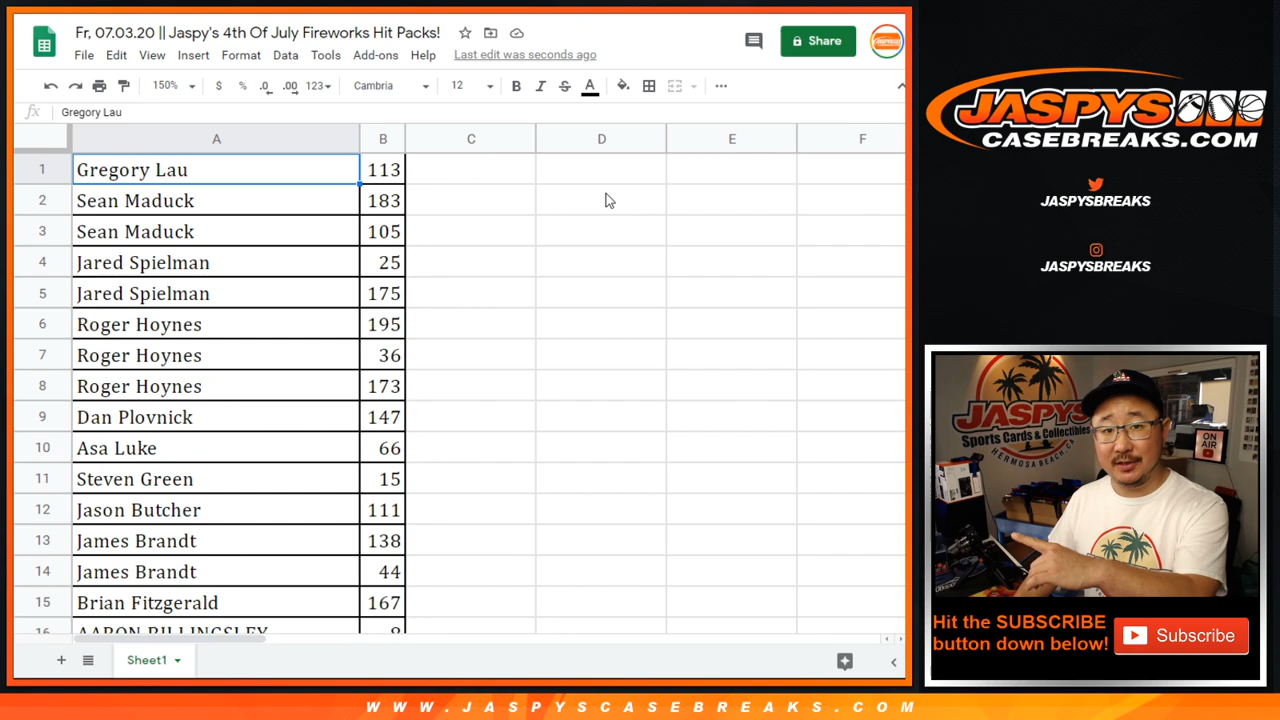 Fr, 07.03.20 || Jaspy's 4th Of July Fireworks Hit Packs!
File Edit View Insert Format Data Tools Add-ons Help Last edit was seconds ago
Share
150% $ % .0 .00 123 Cambria 12 B I S A
fx Gregory Lau
A B C D E F
1 Gregory Lau 113
2 Sean Maduck 183
3 Sean Maduck 105
4 Jared Spielman 25
5 Jared Spielman 175
6 Roger Hoynes 195
7 Roger Hoynes 36
8 Roger Hoynes 173
9 Dan Plovnick 147
10 Asa Luke 66
11 Steven Green 15
12 Jason Butcher 111
13 James Brandt 138
14 James Brandt 44
15 Brian Fitzgerald 167
16 AARON BILLINGSLEY
Sheet1
JASPYS
CASEBREAKS.COM
JASPYSBREAKS
JASPYSBREAKS
JASPYS
Sports Cards & Collectibles
HERMOSA BEACH, CA
ON
AIR
Hit the SUBSCRIBE
button down below!
Subscribe
WWW.JASPYSCASEBREAKS.COM